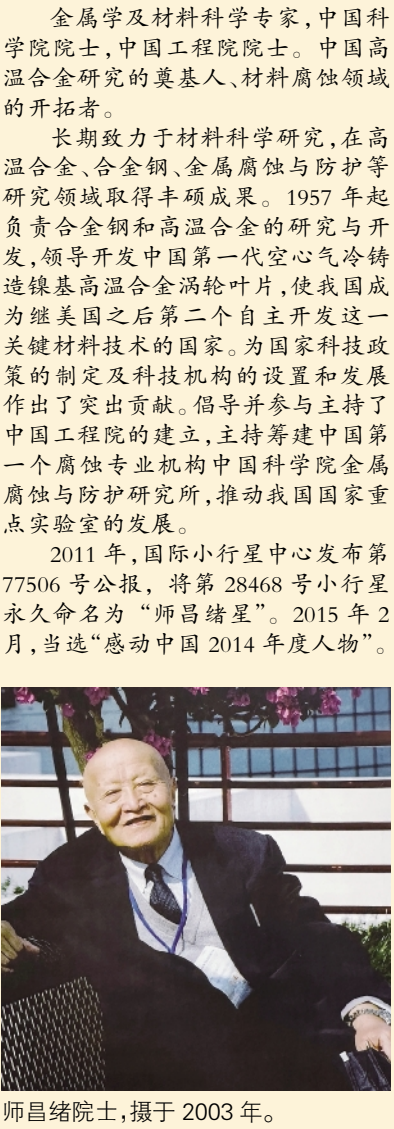 金属学及材料科学专家，中国科
学院院士，中国工程院院士。中国高
温合金研究的奠基人、材料腐蚀领域
的开拓者。
长期致力于材料科学研究，在高
温合金、合金钢、金属腐蚀与防护等
研究领域取得丰硕成果。1957 年起
负责合金钢和高温合金的研究与开
发，领导开发中国第一代空心气冷铸
造镍基高温合金涡轮叶片，使我国成
为继美国之后第二个自主开发这一
关键材料技术的国家。为国家科技政
策的制定及科技机构的设置和发展
作出了突出贡献。倡导并参与主持了
中国工程院的建立，主持筹建中国第
一个腐蚀专业机构中国科学院金属
腐蚀与防护研究所，推动我国国家重
点实验室的发展。
2011 年，国际小行星中心发布第
77506 号公报，将第 28468 号小行星
永久命名为“师昌绪星”。2015 年 2
月，当选“感动中国 2014 年度人物”。
师昌绪院士，摄于 2003 年。